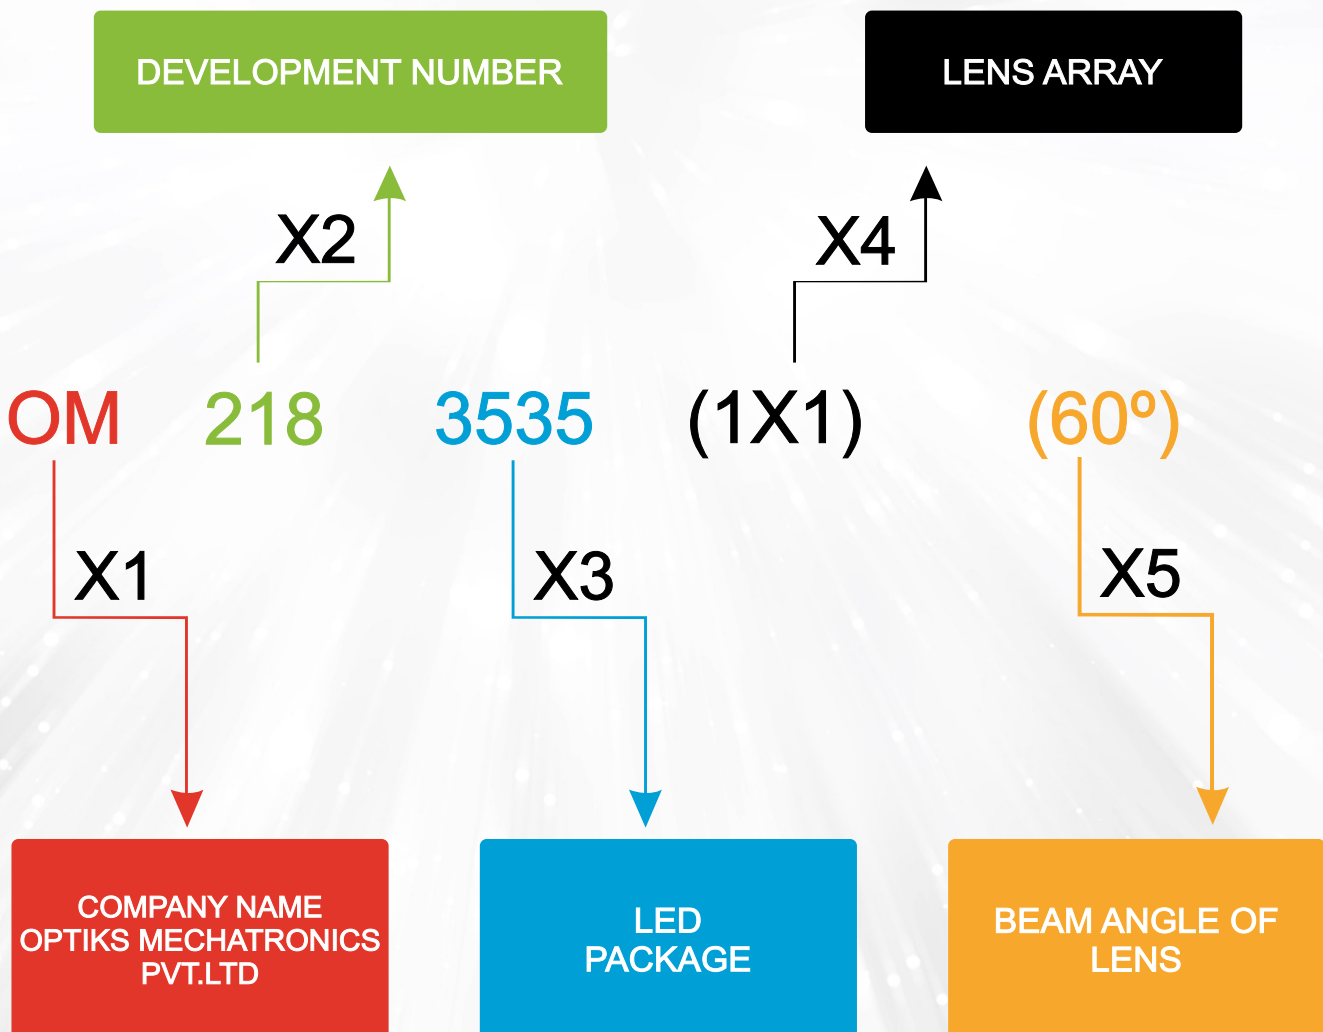 DEVELOPMENT NUMBER
LENS ARRAY
X2
X4
OM 218 3535 (1X1) (60º)
X1
X3
X5
COMPANY NAME
OPTIKS MECHATRONICS
PVT.LTD
LED
PACKAGE
BEAM ANGLE OF
LENS